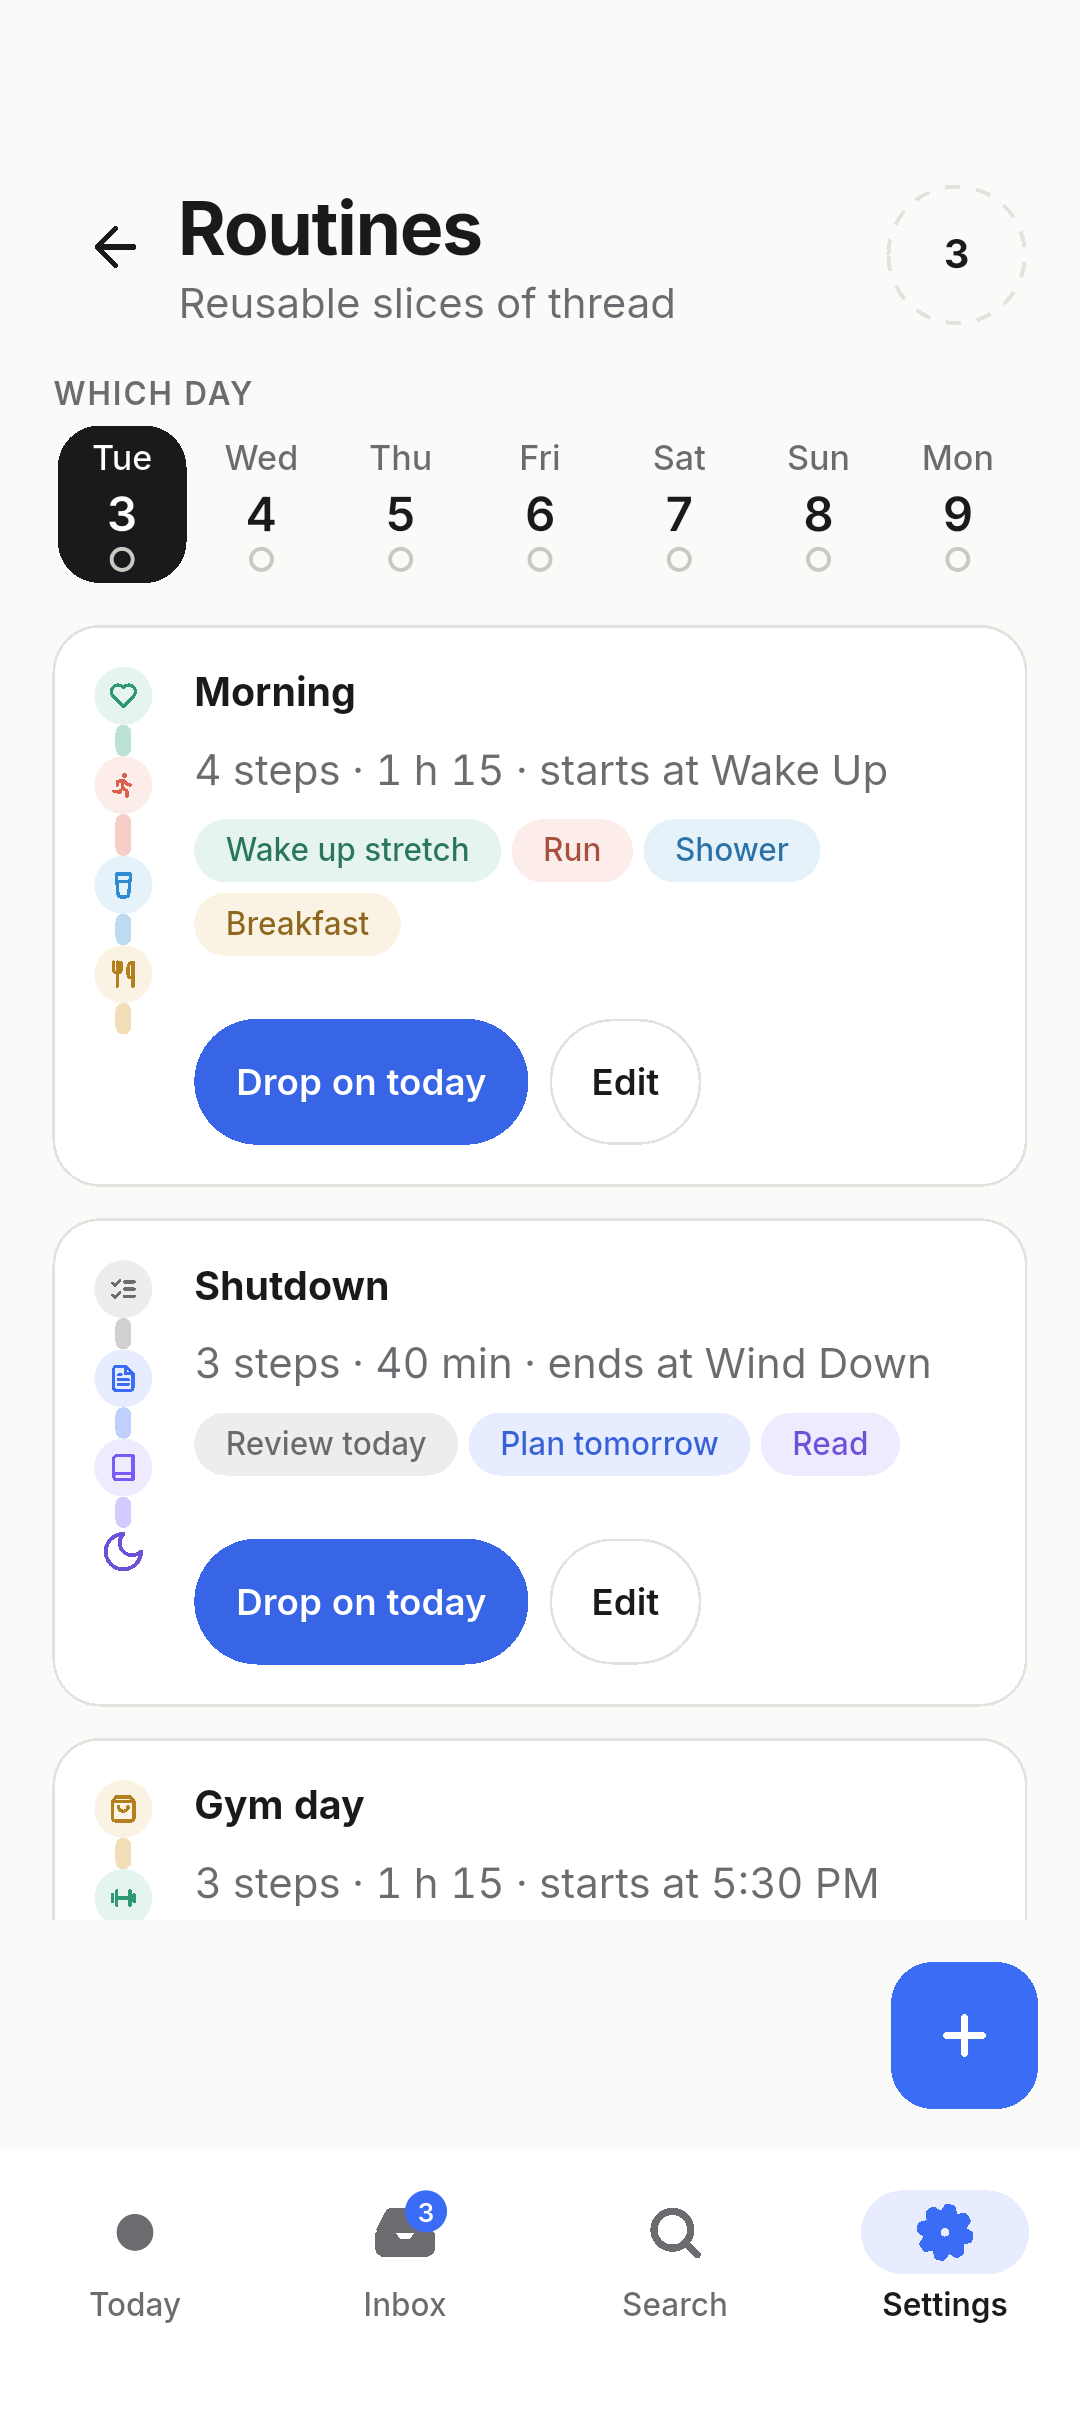 Routines
Reusable slices of thread
3
WHICH DAY
Tue Wed Thu Fri Sat Sun Mon
3 4 5 6 7 8 9
Morning
4 steps · 1 h 15 · starts at Wake Up
Wake up stretch Run Shower
Breakfast
Drop on today Edit
Shutdown
3 steps · 40 min · ends at Wind Down
Review today Plan tomorrow Read
Drop on today Edit
Gym day
3 steps · 1 h 15 · starts at 5:30 PM
3
Today Inbox Search Settings